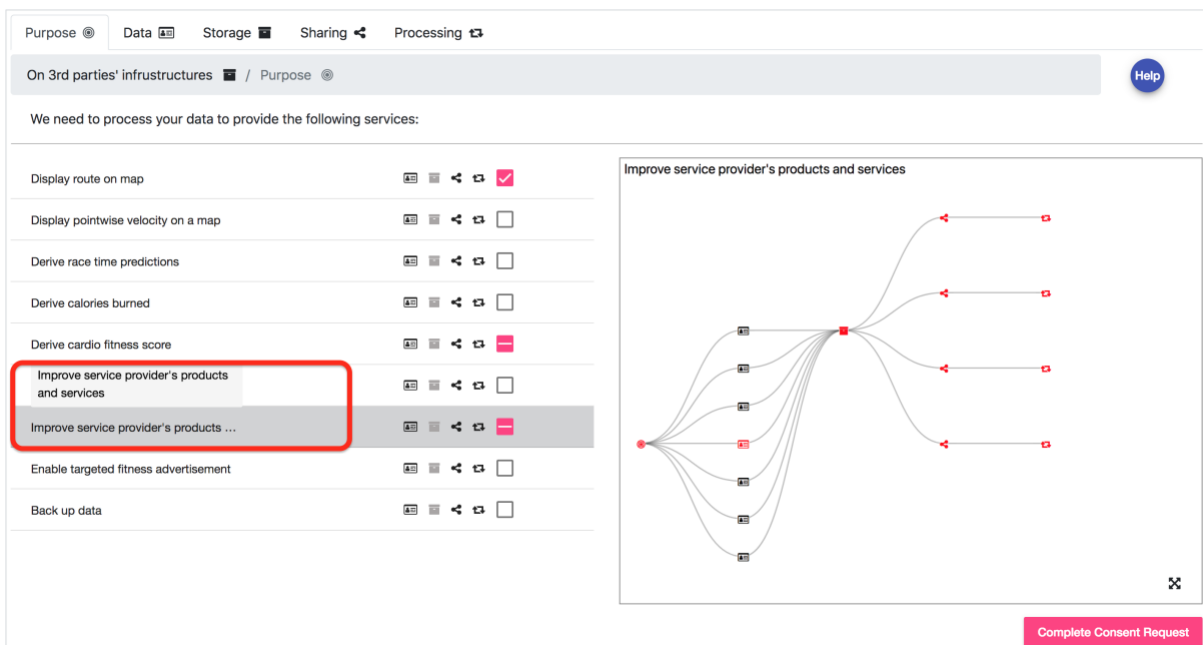 Purpose Data Storage Sharing Processing
On 3rd parties' infrustructures / Purpose
Help
We need to process your data to provide the following services:
Display route on map
Display pointwise velocity on a map
Derive race time predictions
Derive calories burned
Derive cardio fitness score
Improve service provider's products
and services
Improve service provider's products ...
Enable targeted fitness advertisement
Back up data
Improve service provider's products and services
Complete Consent Request